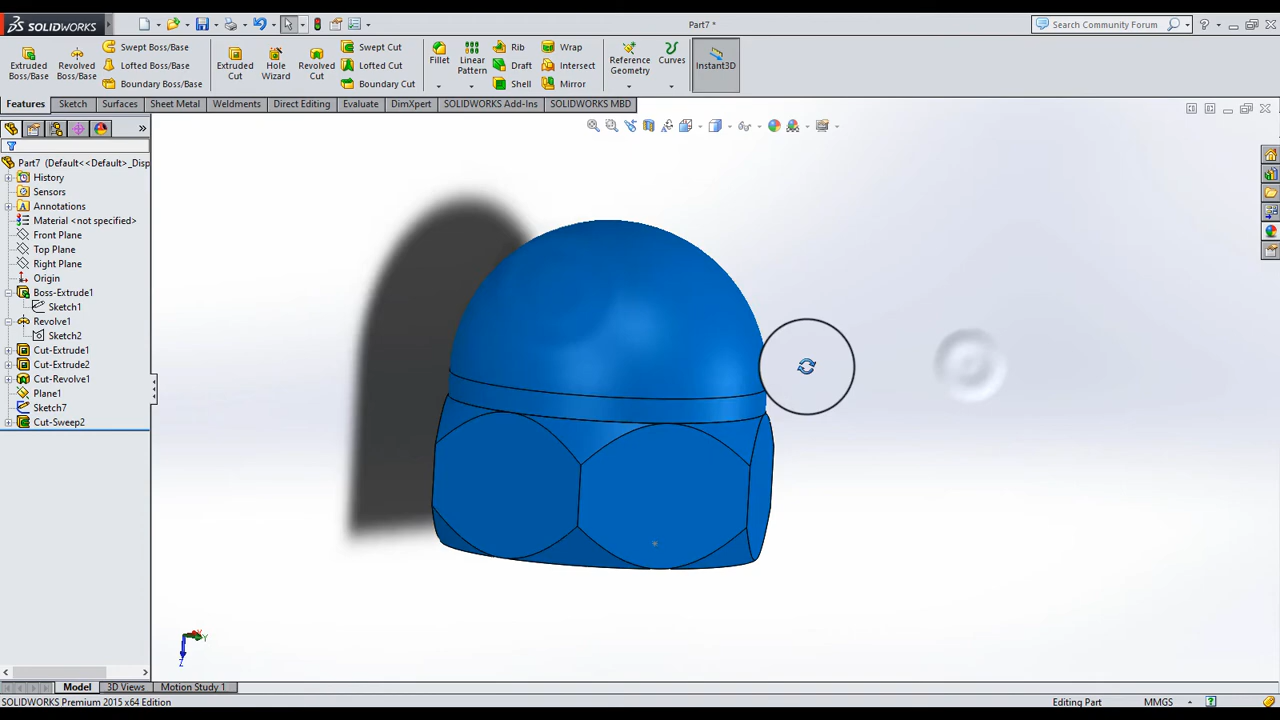 SOLIDWORKS
Part7 *
Search Community Forum
Extruded Boss/Base
Revolved Boss/Base
Swept Boss/Base
Lofted Boss/Base
Boundary Boss/Base
Extruded Cut
Hole Wizard
Revolved Cut
Swept Cut
Lofted Cut
Boundary Cut
Fillet
Linear Pattern
Rib
Draft
Shell
Wrap
Intersect
Mirror
Reference Geometry
Curves
Instant3D
Features
Sketch
Surfaces
Sheet Metal
Weldments
Direct Editing
Evaluate
DimXpert
SOLIDWORKS Add-Ins
SOLIDWORKS MBD
Part7 (Default<<Default>_Disp
History
Sensors
Annotations
Material <not specified>
Front Plane
Top Plane
Right Plane
Origin
Boss-Extrude1
Sketch1
Revolve1
Sketch2
Cut-Extrude1
Cut-Extrude2
Cut-Revolve1
Plane1
Sketch7
Cut-Sweep2
Y
Z
Model
3D Views
Motion Study 1
SOLIDWORKS Premium 2015 x64 Edition
Editing Part
MMGS